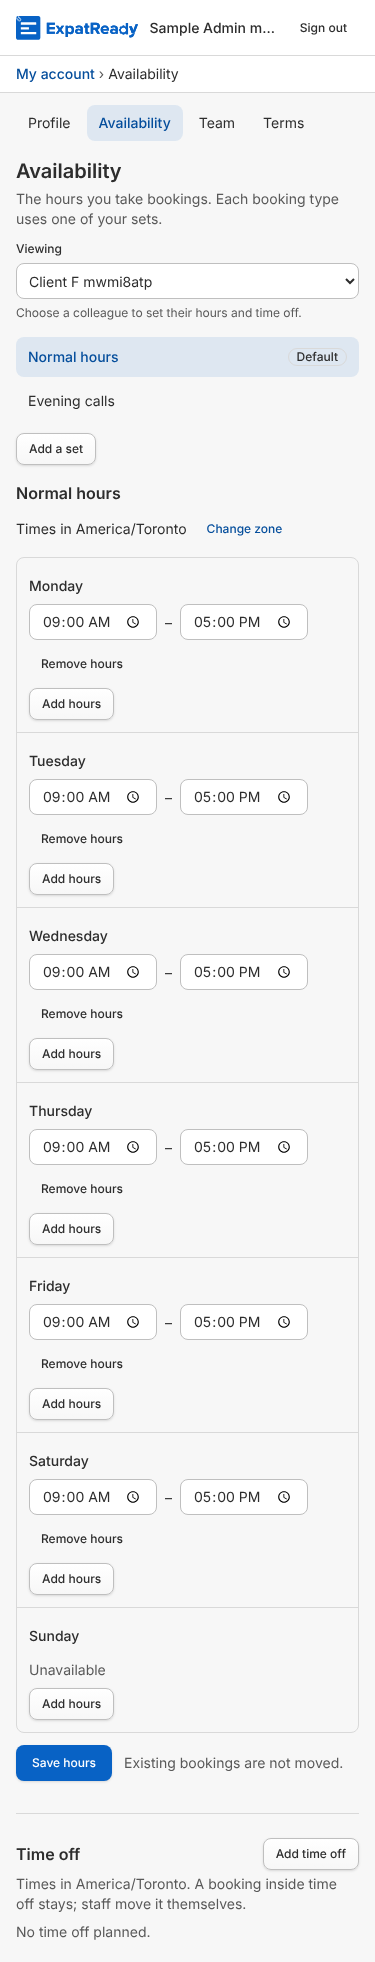 ExpatReady Sample Admin m... Sign out
My account › Availability
Profile Availability Team Terms
Availability
The hours you take bookings. Each booking type
uses one of your sets.
Viewing
Client F mwmi8atp
Choose a colleague to set their hours and time off.
Normal hours Default
Evening calls
Add a set
Normal hours
Times in America/Toronto Change zone
Monday
09:00 AM – 05:00 PM
Remove hours
Add hours
Tuesday
09:00 AM – 05:00 PM
Remove hours
Add hours
Wednesday
09:00 AM – 05:00 PM
Remove hours
Add hours
Thursday
09:00 AM – 05:00 PM
Remove hours
Add hours
Friday
09:00 AM – 05:00 PM
Remove hours
Add hours
Saturday
09:00 AM – 05:00 PM
Remove hours
Add hours
Sunday
Unavailable
Add hours
Save hours Existing bookings are not moved.
Time off Add time off
Times in America/Toronto. A booking inside time
off stays; staff move it themselves.
No time off planned.